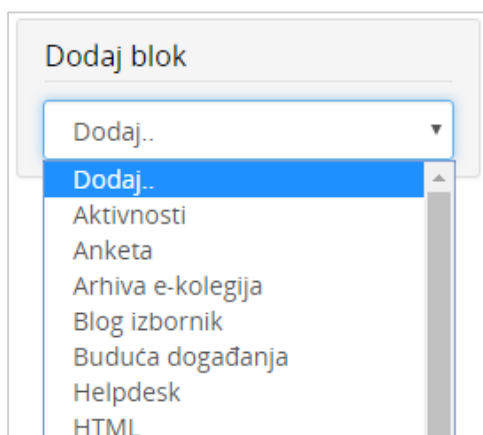 Dodaj blok
Dodaj..
Dodaj..
Aktivnosti
Anketa
Arhiva e-kolegija
Blog izbornik
Buduća događanja
Helpdesk
HTML